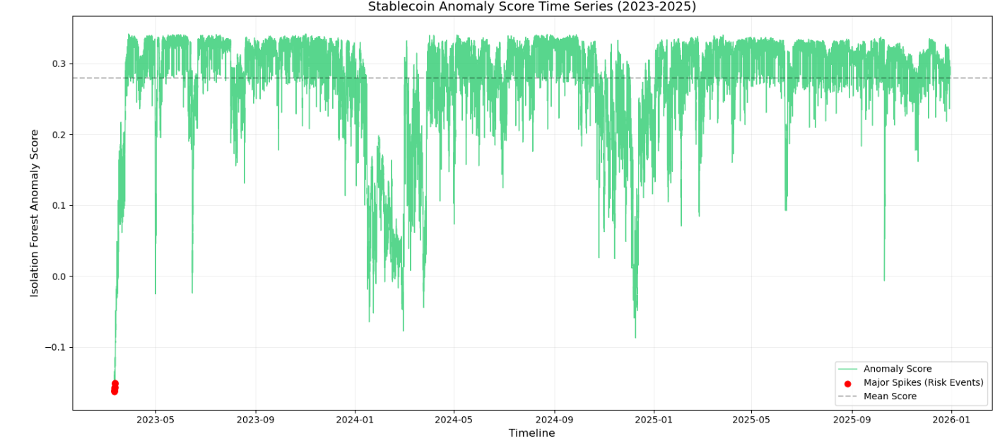 Stablecoin Anomaly Score Time Series (2023-2025)
Isolation Forest Anomaly Score
0.3
0.2
0.1
0.0
−0.1
Anomaly Score
Major Spikes (Risk Events)
Mean Score
2023-05 2023-09 2024-01 2024-05 2024-09 2025-01 2025-05 2025-09 2026-01
Timeline